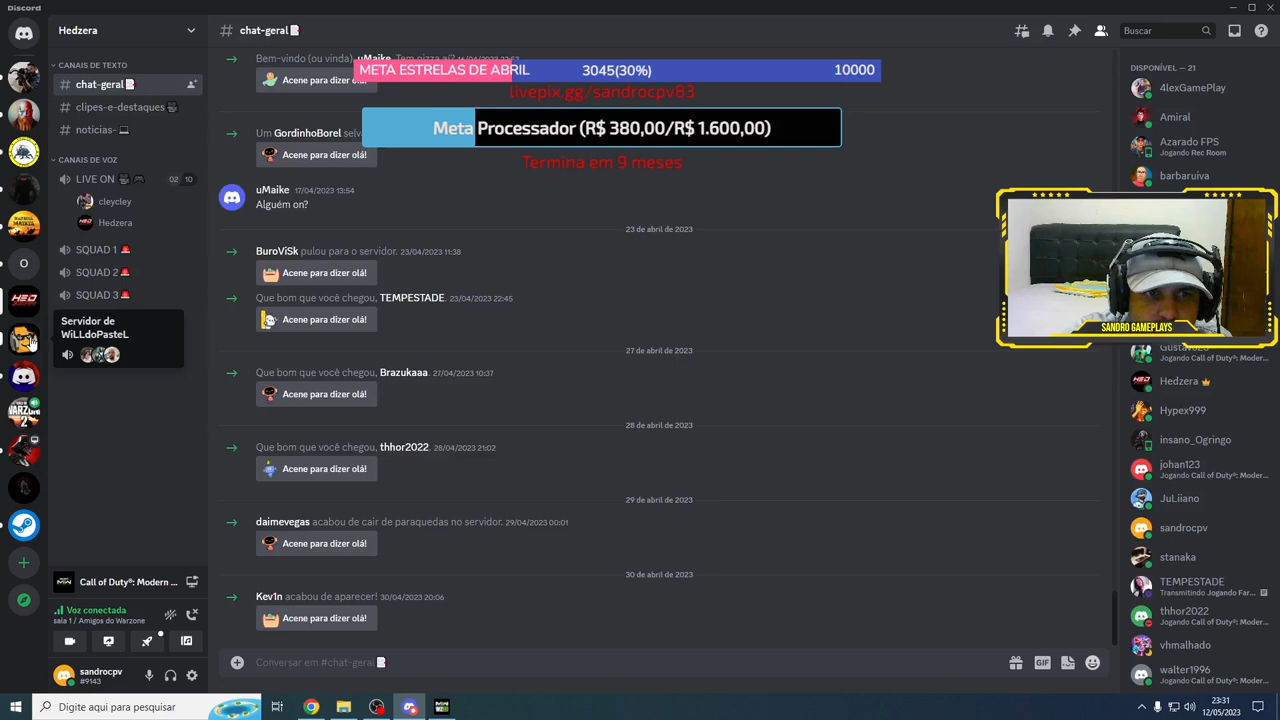 Discord
Hedzera
chat-geral
Buscar
CANAIS DE TEXTO
chat-geral
clipes-e-destaques
noticias-
CANAIS DE VOZ
LIVE ON
02 10
cleycley
HED Hedzera
SQUAD 1
SQUAD 2
SQUAD 3
Servidor de
WiLLdoPasteL
O
HED
WARZONE
2
Call of Duty®: Modern ...
Voz conectada
sala 1 / Amigos do Warzone
sandrocpv
#9143
Bem-vindo (ou vinda), uMaike. Tem pizza aí?
Acene para dizer olá!
META ESTRELAS DE ABRIL
3045(30%)
10000
livepix.gg/sandrocpv83
Meta Processador (R$ 380,00/R$ 1.600,00)
Termina em 9 meses
Um GordinhoBorel selv
Acene para dizer olá!
uMaike 17/04/2023 13:54
Alguém on?
23 de abril de 2023
BuroViSk pulou para o servidor. 23/04/2023 11:38
Acene para dizer olá!
Que bom que você chegou, TEMPESTADE. 23/04/2023 22:45
Acene para dizer olá!
27 de abril de 2023
Que bom que você chegou, Brazukaaa. 27/04/2023 10:37
Acene para dizer olá!
28 de abril de 2023
Que bom que você chegou, thhor2022. 28/04/2023 21:02
Acene para dizer olá!
29 de abril de 2023
daimevegas acabou de cair de paraquedas no servidor. 29/04/2023 00:01
Acene para dizer olá!
30 de abril de 2023
Kev1n acabou de aparecer! 30/04/2023 20:06
Acene para dizer olá!
Conversar em #chat-geral
GIF
DISPONÍVEL — 21
4lexGamePlay
Amiral
Azarado FPS
Jogando Rec Room
barbaruiva
SANDRO GAMEPLAYS
Jogando Call of Duty®: Moder...
Hedzera
Hypex999
insano_Ogringo
johan123
Jogando Call of Duty®: Moder...
JuLiiano
sandrocpv
stanaka
TEMPESTADE
Transmitindo Jogando Far...
thhor2022
Jogando Call of Duty®: Moder...
vhmalhado
walter1996
Jogando Call of Duty®: Moder...
Digite aqui para pesquisar
23:31
12/05/2023